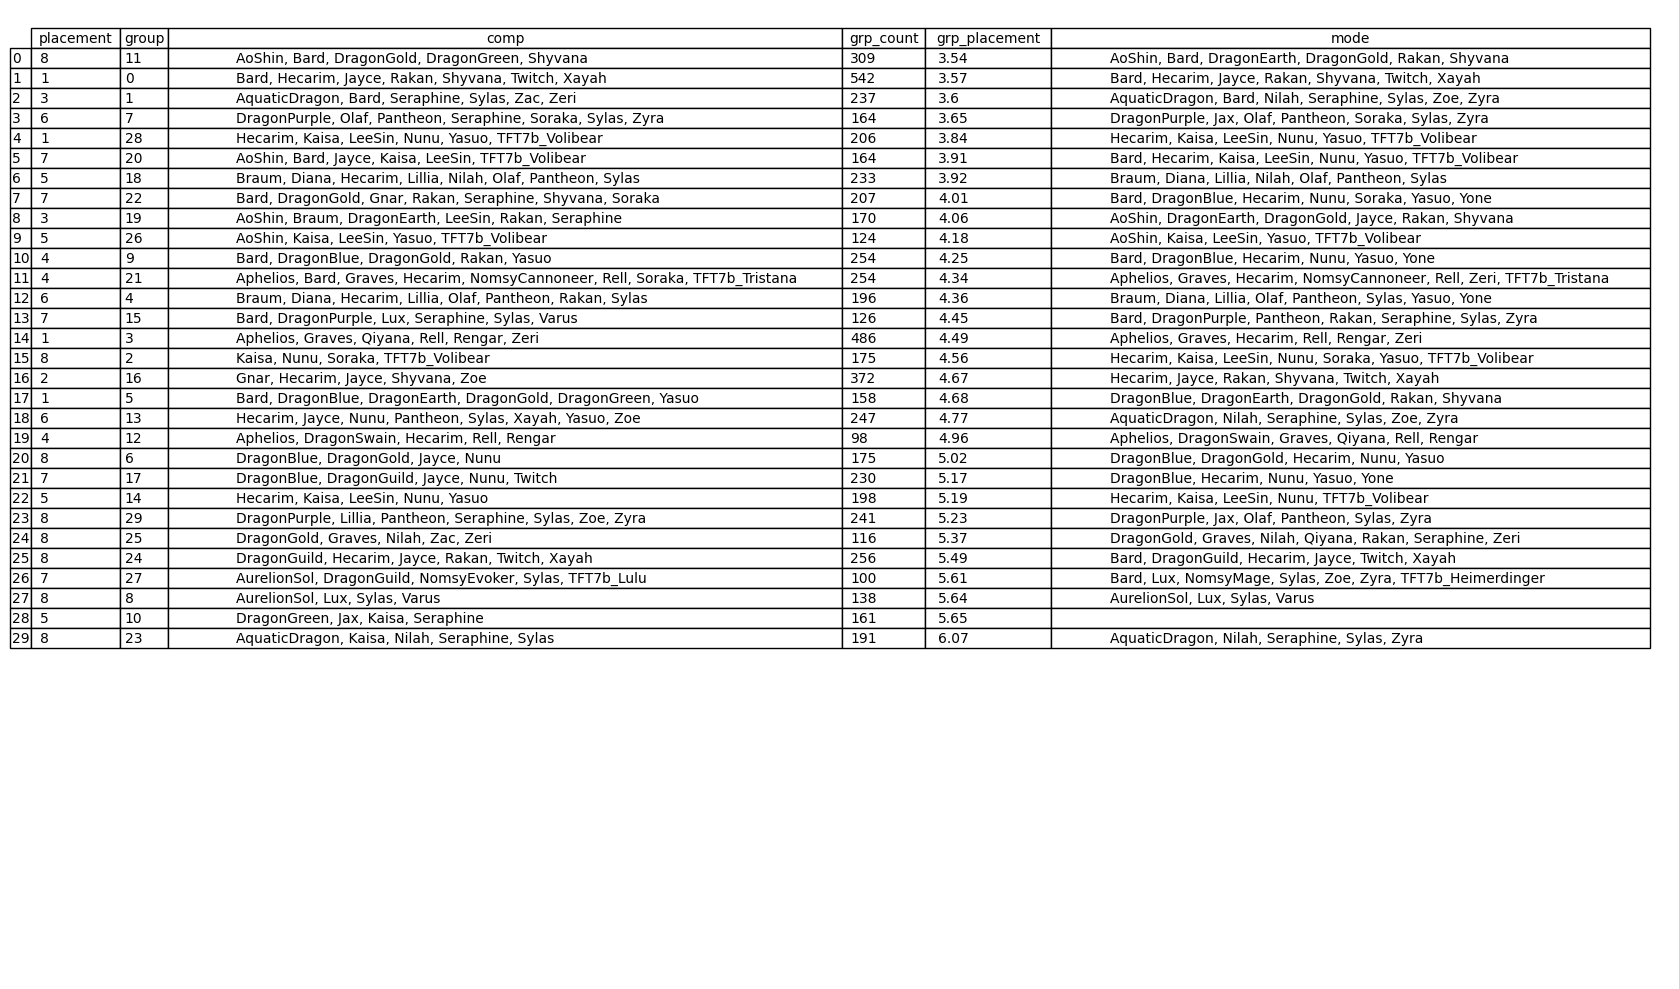 placement group comp grp_count grp_placement mode
0 8 11 AoShin, Bard, DragonGold, DragonGreen, Shyvana 309 3.54 AoShin, Bard, DragonEarth, DragonGold, Rakan, Shyvana
1 1 0 Bard, Hecarim, Jayce, Rakan, Shyvana, Twitch, Xayah 542 3.57 Bard, Hecarim, Jayce, Rakan, Shyvana, Twitch, Xayah
2 3 1 AquaticDragon, Bard, Seraphine, Sylas, Zac, Zeri 237 3.6 AquaticDragon, Bard, Nilah, Seraphine, Sylas, Zoe, Zyra
3 6 7 DragonPurple, Olaf, Pantheon, Seraphine, Soraka, Sylas, Zyra 164 3.65 DragonPurple, Jax, Olaf, Pantheon, Soraka, Sylas, Zyra
4 1 28 Hecarim, Kaisa, LeeSin, Nunu, Yasuo, TFT7b_Volibear 206 3.84 Hecarim, Kaisa, LeeSin, Nunu, Yasuo, TFT7b_Volibear
5 7 20 AoShin, Bard, Jayce, Kaisa, LeeSin, TFT7b_Volibear 164 3.91 Bard, Hecarim, Kaisa, LeeSin, Nunu, Yasuo, TFT7b_Volibear
6 5 18 Braum, Diana, Hecarim, Lillia, Nilah, Olaf, Pantheon, Sylas 233 3.92 Braum, Diana, Lillia, Nilah, Olaf, Pantheon, Sylas
7 7 22 Bard, DragonGold, Gnar, Rakan, Seraphine, Shyvana, Soraka 207 4.01 Bard, DragonBlue, Hecarim, Nunu, Soraka, Yasuo, Yone
8 3 19 AoShin, Braum, DragonEarth, LeeSin, Rakan, Seraphine 170 4.06 AoShin, DragonEarth, DragonGold, Jayce, Rakan, Shyvana
9 5 26 AoShin, Kaisa, LeeSin, Yasuo, TFT7b_Volibear 124 4.18 AoShin, Kaisa, LeeSin, Yasuo, TFT7b_Volibear
10 4 9 Bard, DragonBlue, DragonGold, Rakan, Yasuo 254 4.25 Bard, DragonBlue, Hecarim, Nunu, Yasuo, Yone
11 4 21 Aphelios, Bard, Graves, Hecarim, NomsyCannoneer, Rell, Soraka, TFT7b_Tristana 254 4.34 Aphelios, Graves, Hecarim, NomsyCannoneer, Rell, Zeri, TFT7b_Tristana
12 6 4 Braum, Diana, Hecarim, Lillia, Olaf, Pantheon, Rakan, Sylas 196 4.36 Braum, Diana, Lillia, Olaf, Pantheon, Sylas, Yasuo, Yone
13 7 15 Bard, DragonPurple, Lux, Seraphine, Sylas, Varus 126 4.45 Bard, DragonPurple, Pantheon, Rakan, Seraphine, Sylas, Zyra
14 1 3 Aphelios, Graves, Qiyana, Rell, Rengar, Zeri 486 4.49 Aphelios, Graves, Hecarim, Rell, Rengar, Zeri
15 8 2 Kaisa, Nunu, Soraka, TFT7b_Volibear 175 4.56 Hecarim, Kaisa, LeeSin, Nunu, Soraka, Yasuo, TFT7b_Volibear
16 2 16 Gnar, Hecarim, Jayce, Shyvana, Zoe 372 4.67 Hecarim, Jayce, Rakan, Shyvana, Twitch, Xayah
17 1 5 Bard, DragonBlue, DragonEarth, DragonGold, DragonGreen, Yasuo 158 4.68 DragonBlue, DragonEarth, DragonGold, Rakan, Shyvana
18 6 13 Hecarim, Jayce, Nunu, Pantheon, Sylas, Xayah, Yasuo, Zoe 247 4.77 AquaticDragon, Nilah, Seraphine, Sylas, Zoe, Zyra
19 4 12 Aphelios, DragonSwain, Hecarim, Rell, Rengar 98 4.96 Aphelios, DragonSwain, Graves, Qiyana, Rell, Rengar
20 8 6 DragonBlue, DragonGold, Jayce, Nunu 175 5.02 DragonBlue, DragonGold, Hecarim, Nunu, Yasuo
21 7 17 DragonBlue, DragonGuild, Jayce, Nunu, Twitch 230 5.17 DragonBlue, Hecarim, Nunu, Yasuo, Yone
22 5 14 Hecarim, Kaisa, LeeSin, Nunu, Yasuo 198 5.19 Hecarim, Kaisa, LeeSin, Nunu, TFT7b_Volibear
23 8 29 DragonPurple, Lillia, Pantheon, Seraphine, Sylas, Zoe, Zyra 241 5.23 DragonPurple, Jax, Olaf, Pantheon, Sylas, Zyra
24 8 25 DragonGold, Graves, Nilah, Zac, Zeri 116 5.37 DragonGold, Graves, Nilah, Qiyana, Rakan, Seraphine, Zeri
25 8 24 DragonGuild, Hecarim, Jayce, Rakan, Twitch, Xayah 256 5.49 Bard, DragonGuild, Hecarim, Jayce, Twitch, Xayah
26 7 27 AurelionSol, DragonGuild, NomsyEvoker, Sylas, TFT7b_Lulu 100 5.61 Bard, Lux, NomsyMage, Sylas, Zoe, Zyra, TFT7b_Heimerdinger
27 8 8 AurelionSol, Lux, Sylas, Varus 138 5.64 AurelionSol, Lux, Sylas, Varus
28 5 10 DragonGreen, Jax, Kaisa, Seraphine 161 5.65
29 8 23 AquaticDragon, Kaisa, Nilah, Seraphine, Sylas 191 6.07 AquaticDragon, Nilah, Seraphine, Sylas, Zyra